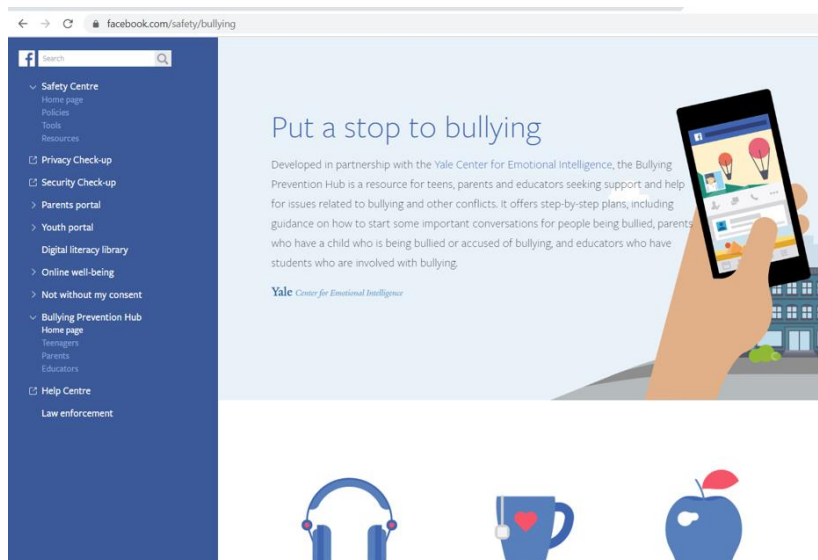 facebook.com/safety/bullying
f
Search
Safety Centre
Home page
Policies
Tools
Resources
Privacy Check-up
Security Check-up
Parents portal
Youth portal
Digital literacy library
Online well-being
Not without my consent
Bullying Prevention Hub
Home page
Teenagers
Parents
Educators
Help Centre
Law enforcement
Put a stop to bullying
Developed in partnership with the Yale Center for Emotional Intelligence, the Bullying
Prevention Hub is a resource for teens, parents and educators seeking support and help
for issues related to bullying and other conflicts. It offers step-by-step plans, including
guidance on how to start some important conversations for people being bullied, parents
who have a child who is being bullied or accused of bullying, and educators who have
students who are involved with bullying.
Yale Center for Emotional Intelligence
f